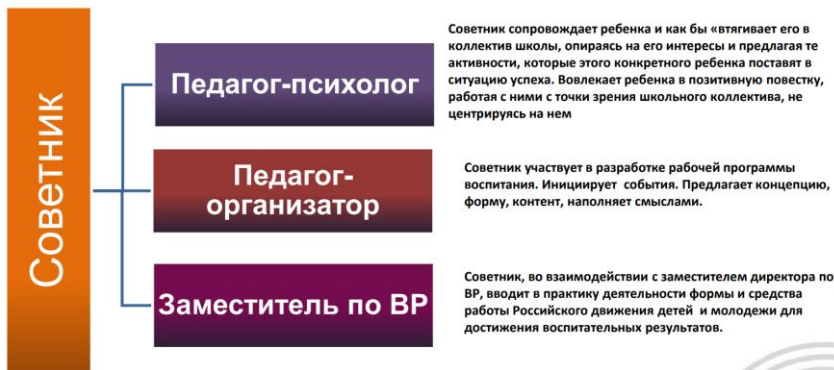 Советник
Педагог-психолог
Советник сопровождает ребенка и как бы «втягивает его в
коллектив школы, опираясь на его интересы и предлагая те
активности, которые этого конкретного ребенка поставят в
ситуацию успеха. Вовлекает ребенка в позитивную повестку,
работая с ними с точки зрения школьного коллектива, не
центрируясь на нем
Педагог-
организатор
Советник участвует в разработке рабочей программы
воспитания. Инициирует события. Предлагает концепцию,
форму, контент, наполняет смыслами.
Заместитель по ВР
Советник, во взаимодействии с заместителем директора по
ВР, вводит в практику деятельности формы и средства
работы Российского движения детей и молодежи для
достижения воспитательных результатов.